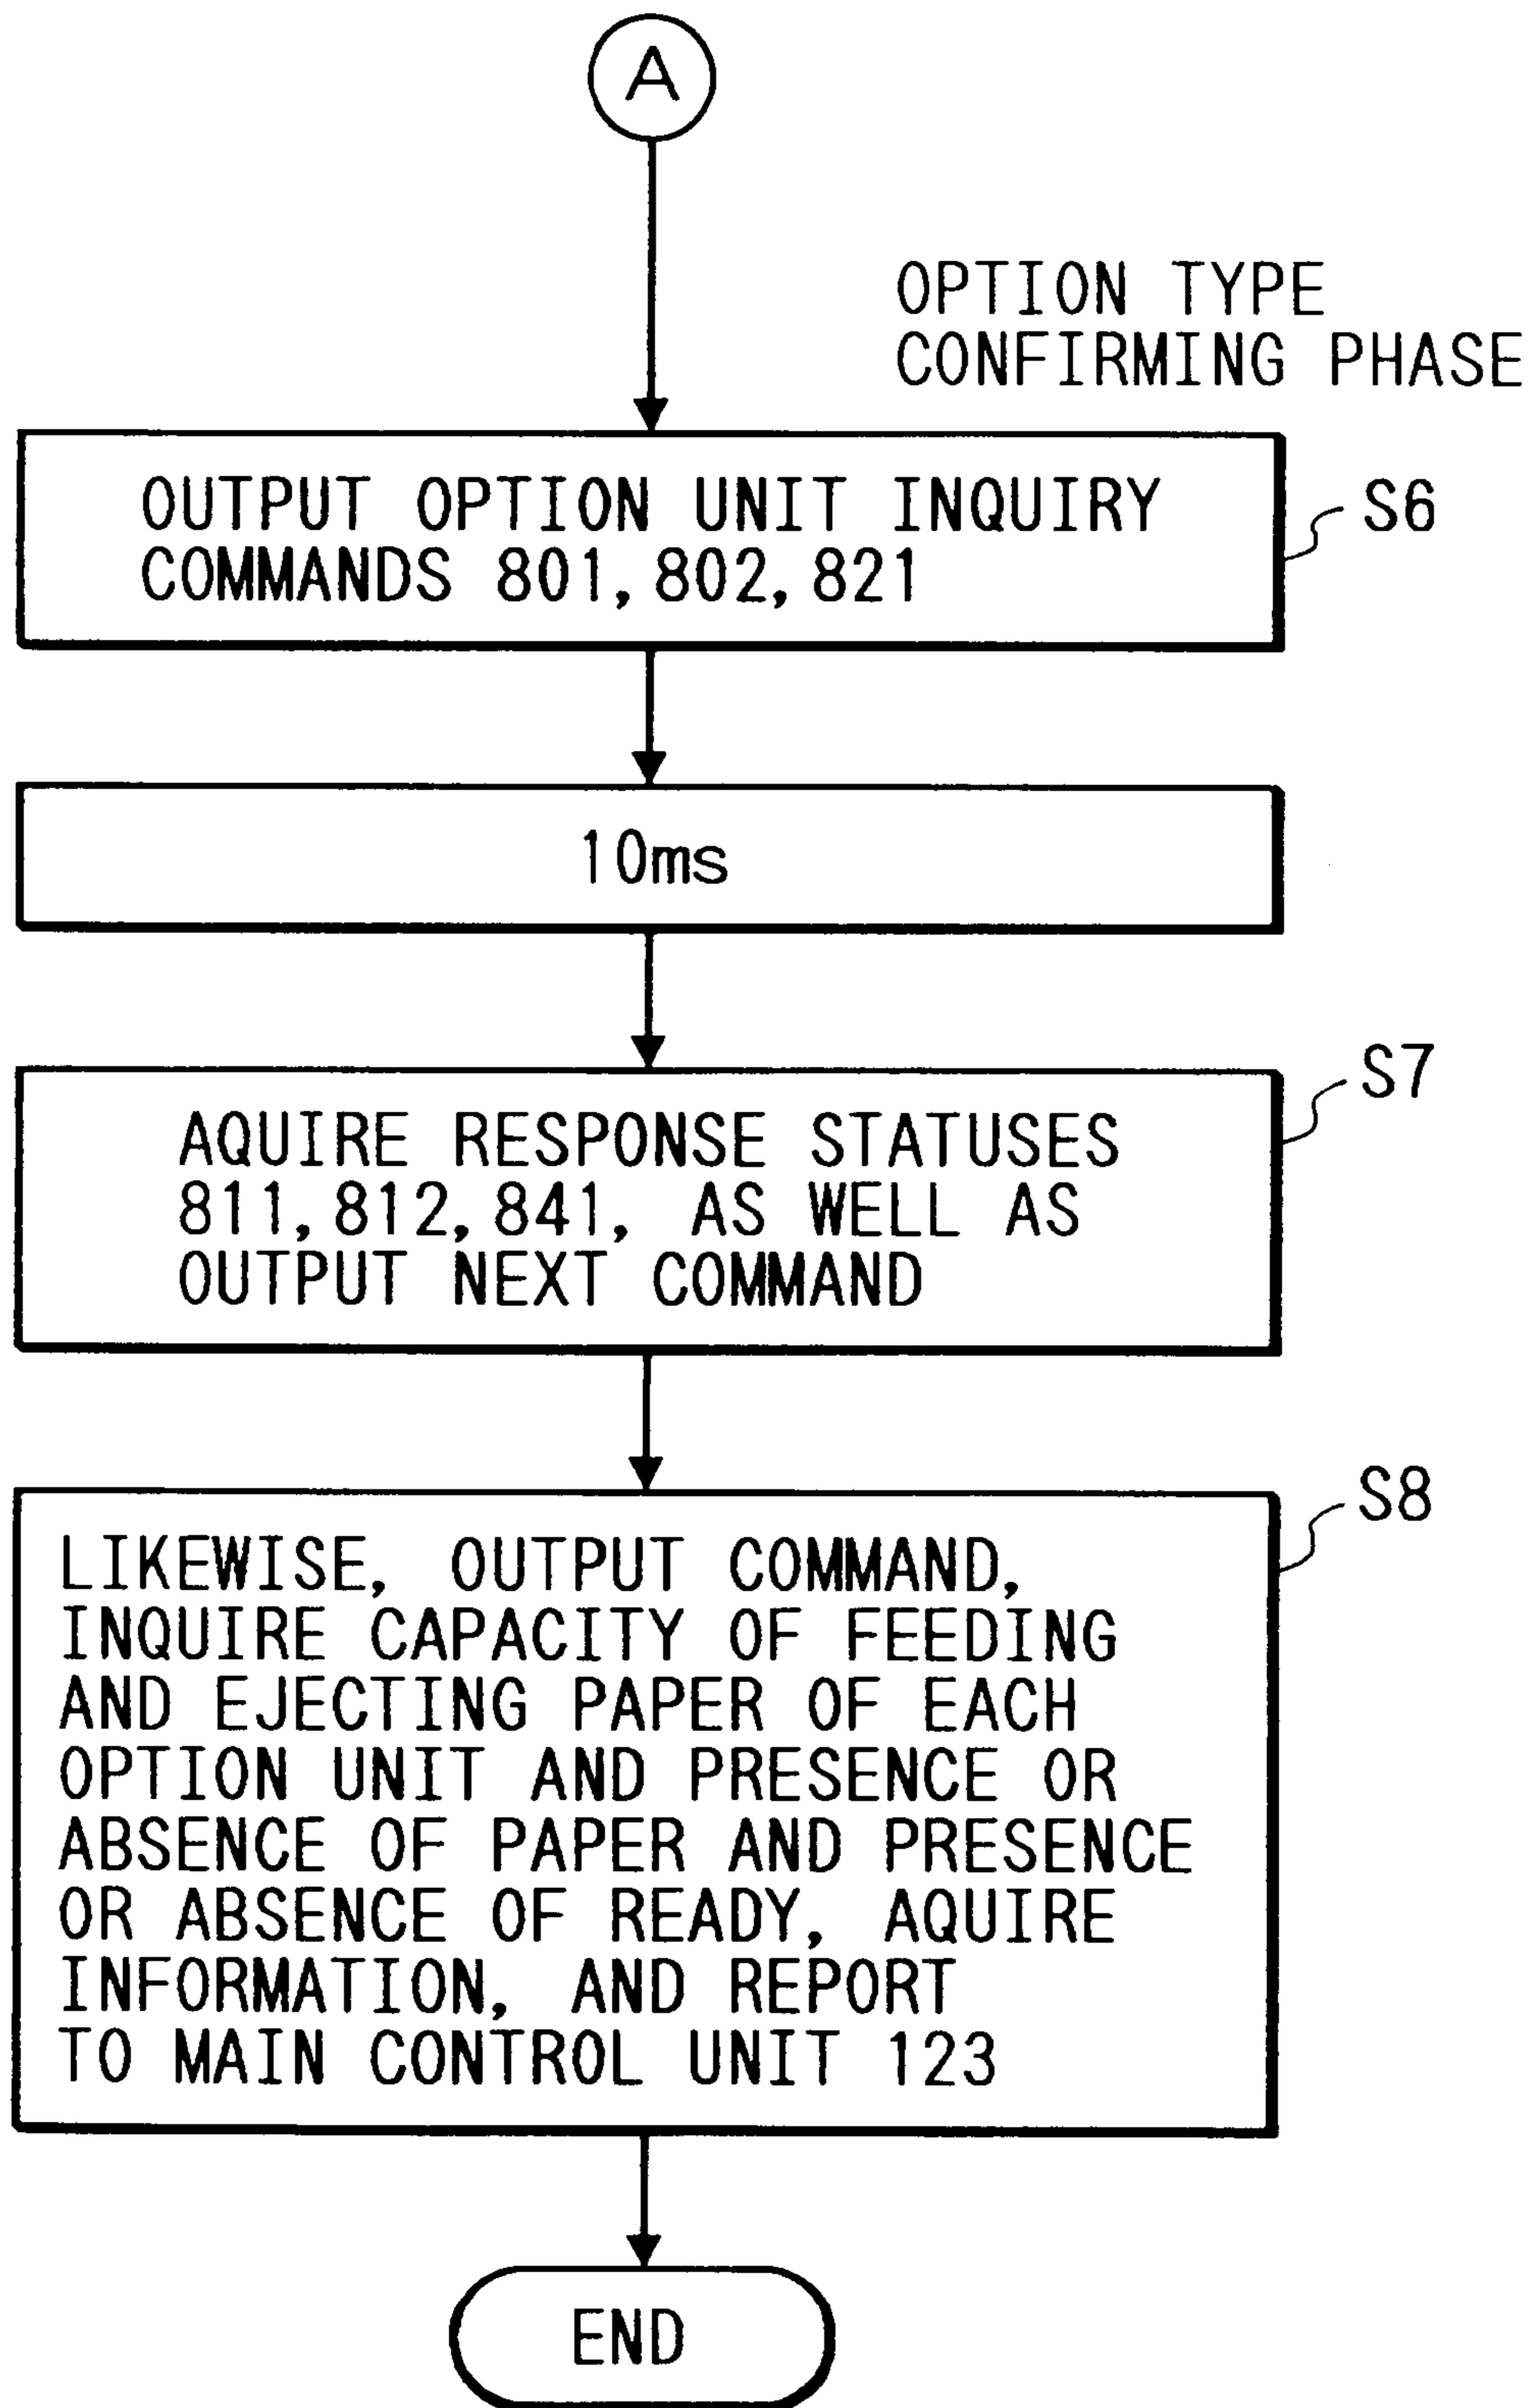 A
OPTION TYPE
CONFIRMING PHASE
OUTPUT OPTION UNIT INQUIRY
COMMANDS 801, 802, 821
S6
10ms
S7
AQUIRE RESPONSE STATUSES
811, 812, 841, AS WELL AS
OUTPUT NEXT COMMAND
S8
LIKEWISE, OUTPUT COMMAND,
INQUIRE CAPACITY OF FEEDING
AND EJECTING PAPER OF EACH
OPTION UNIT AND PRESENCE OR
ABSENCE OF PAPER AND PRESENCE
OR ABSENCE OF READY, AQUIRE
INFORMATION, AND REPORT
TO MAIN CONTROL UNIT 123
END